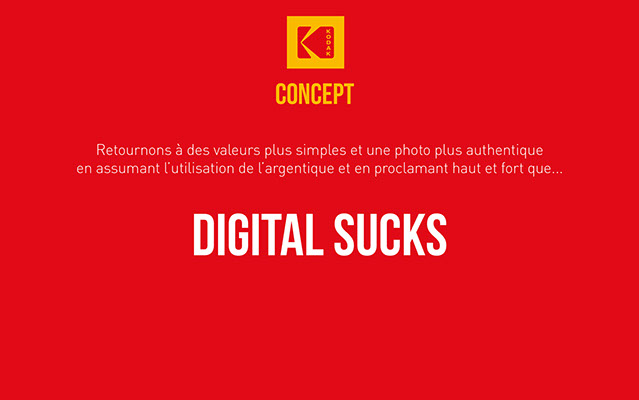 KODAK
CONCEPT
Retournons à des valeurs plus simples et une photo plus authentique
en assumant l'utilisation de l'argentique et en proclamant haut et fort que...
DIGITAL SUCKS